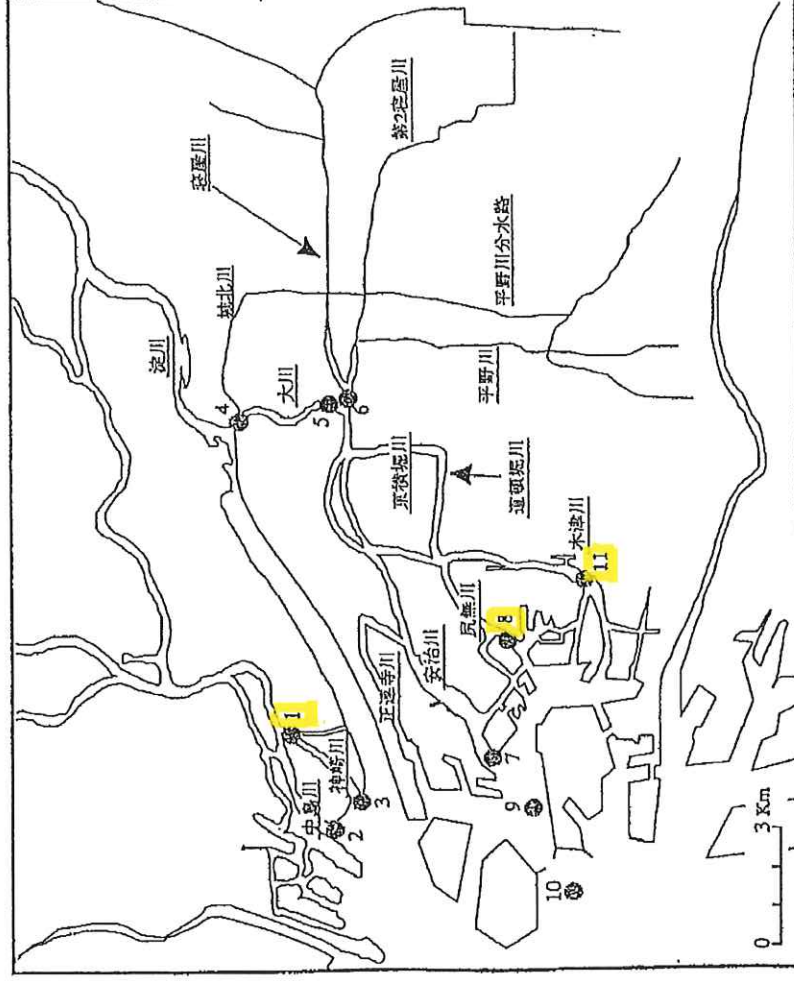 寝屋川
第2寝屋川
城北川
淀川
4
大川
5
6
平野川分水路
平野川
東横堀川
道頓堀川
1
神崎川
中島川
2
3
正蓮寺川
安治川
尻無川
木津川
8
11
7
9
10
0
3 Km